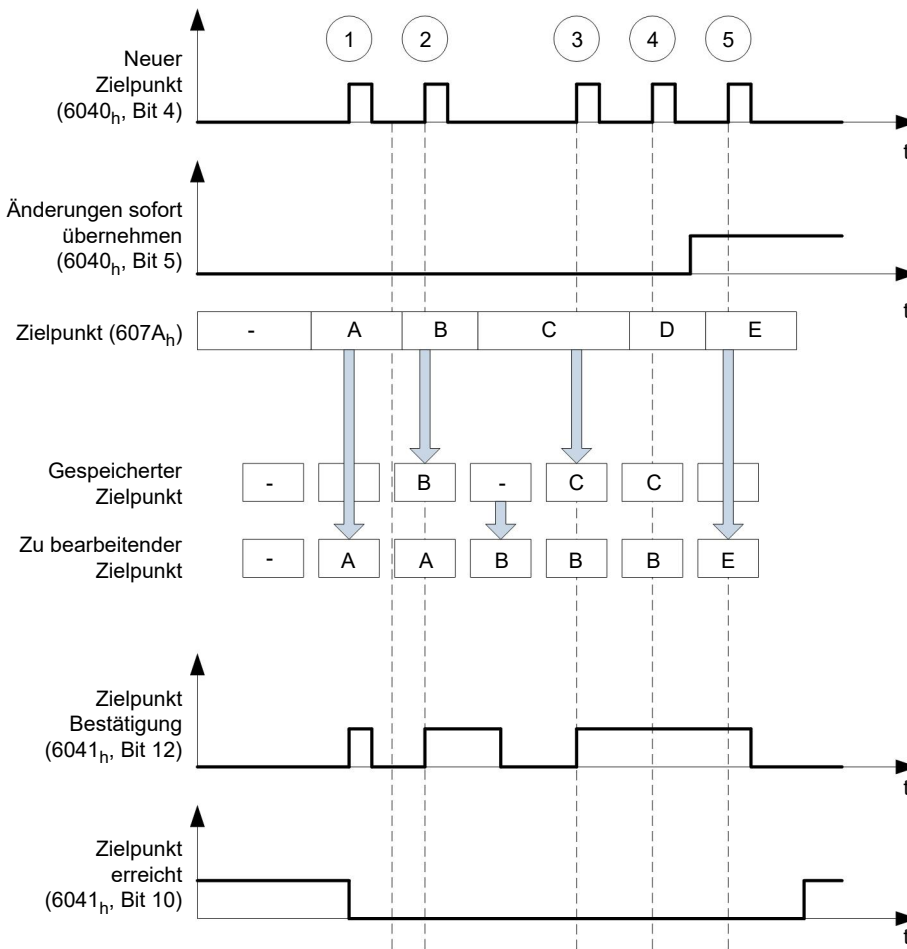 1 2 3 4 5
Neuer
Zielpunkt
(6040h, Bit 4)
t
Änderungen sofort
übernehmen
(6040h, Bit 5)
t
Zielpunkt (607Ah)
- A B C D E
Gespeicherter
Zielpunkt
- B - C C
Zu bearbeitender
Zielpunkt
- A A B B B E
Zielpunkt
Bestätigung
(6041h, Bit 12)
t
Zielpunkt
erreicht
(6041h, Bit 10)
t